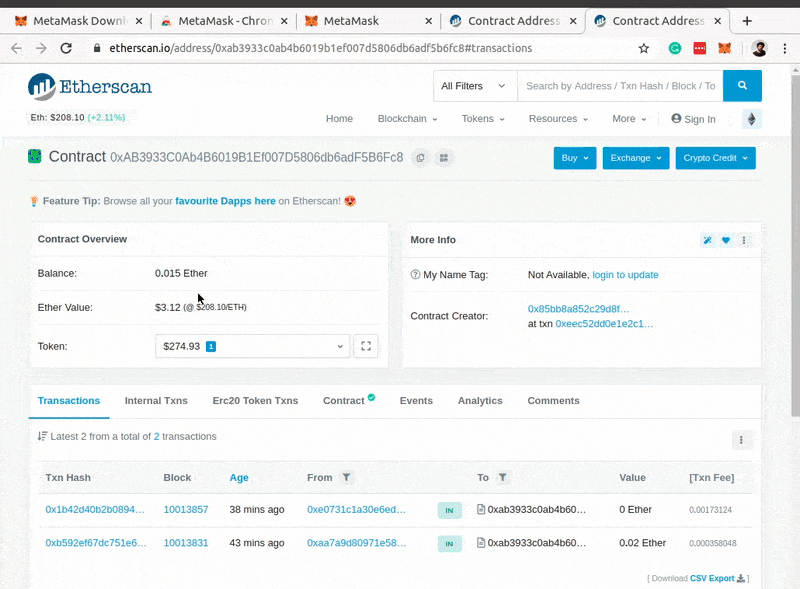 MetaMask Downl
MetaMask - Chron
MetaMask
Contract Address
Contract Address
etherscan.io/address/0xab3933c0ab4b6019b1ef007d5806db6adf5b6fc8#transactions
Etherscan
All Filters
Search by Address / Txn Hash / Block / To
Eth: $208.10 (+2.11%)
Home Blockchain Tokens Resources More Sign In
Contract 0xAB3933C0Ab4B6019B1Ef007D5806db6adF5B6Fc8
Buy Exchange Crypto Credit
Feature Tip: Browse all your favourite Dapps here on Etherscan!
Contract Overview
Balance: 0.015 Ether
Ether Value: $3.12 (@ $208.10/ETH)
Token: $274.93 1
More Info
My Name Tag: Not Available, login to update
Contract Creator: 0x85bb8a852c29d8f…
at txn 0xeec52dd0e1e2c1…
Transactions Internal Txns Erc20 Token Txns Contract Events Analytics Comments
Latest 2 from a total of 2 transactions
Txn Hash Block Age From To Value [Txn Fee]
0x1b42d40b2b0894… 10013857 38 mins ago 0xe0731c1a30e6ed… IN 0xab3933c0ab4b60… 0 Ether 0.00173124
0xb592ef67dc751e6… 10013831 43 mins ago 0xaa7a9d80971e58… IN 0xab3933c0ab4b60… 0.02 Ether 0.000358048
[ Download CSV Export ]